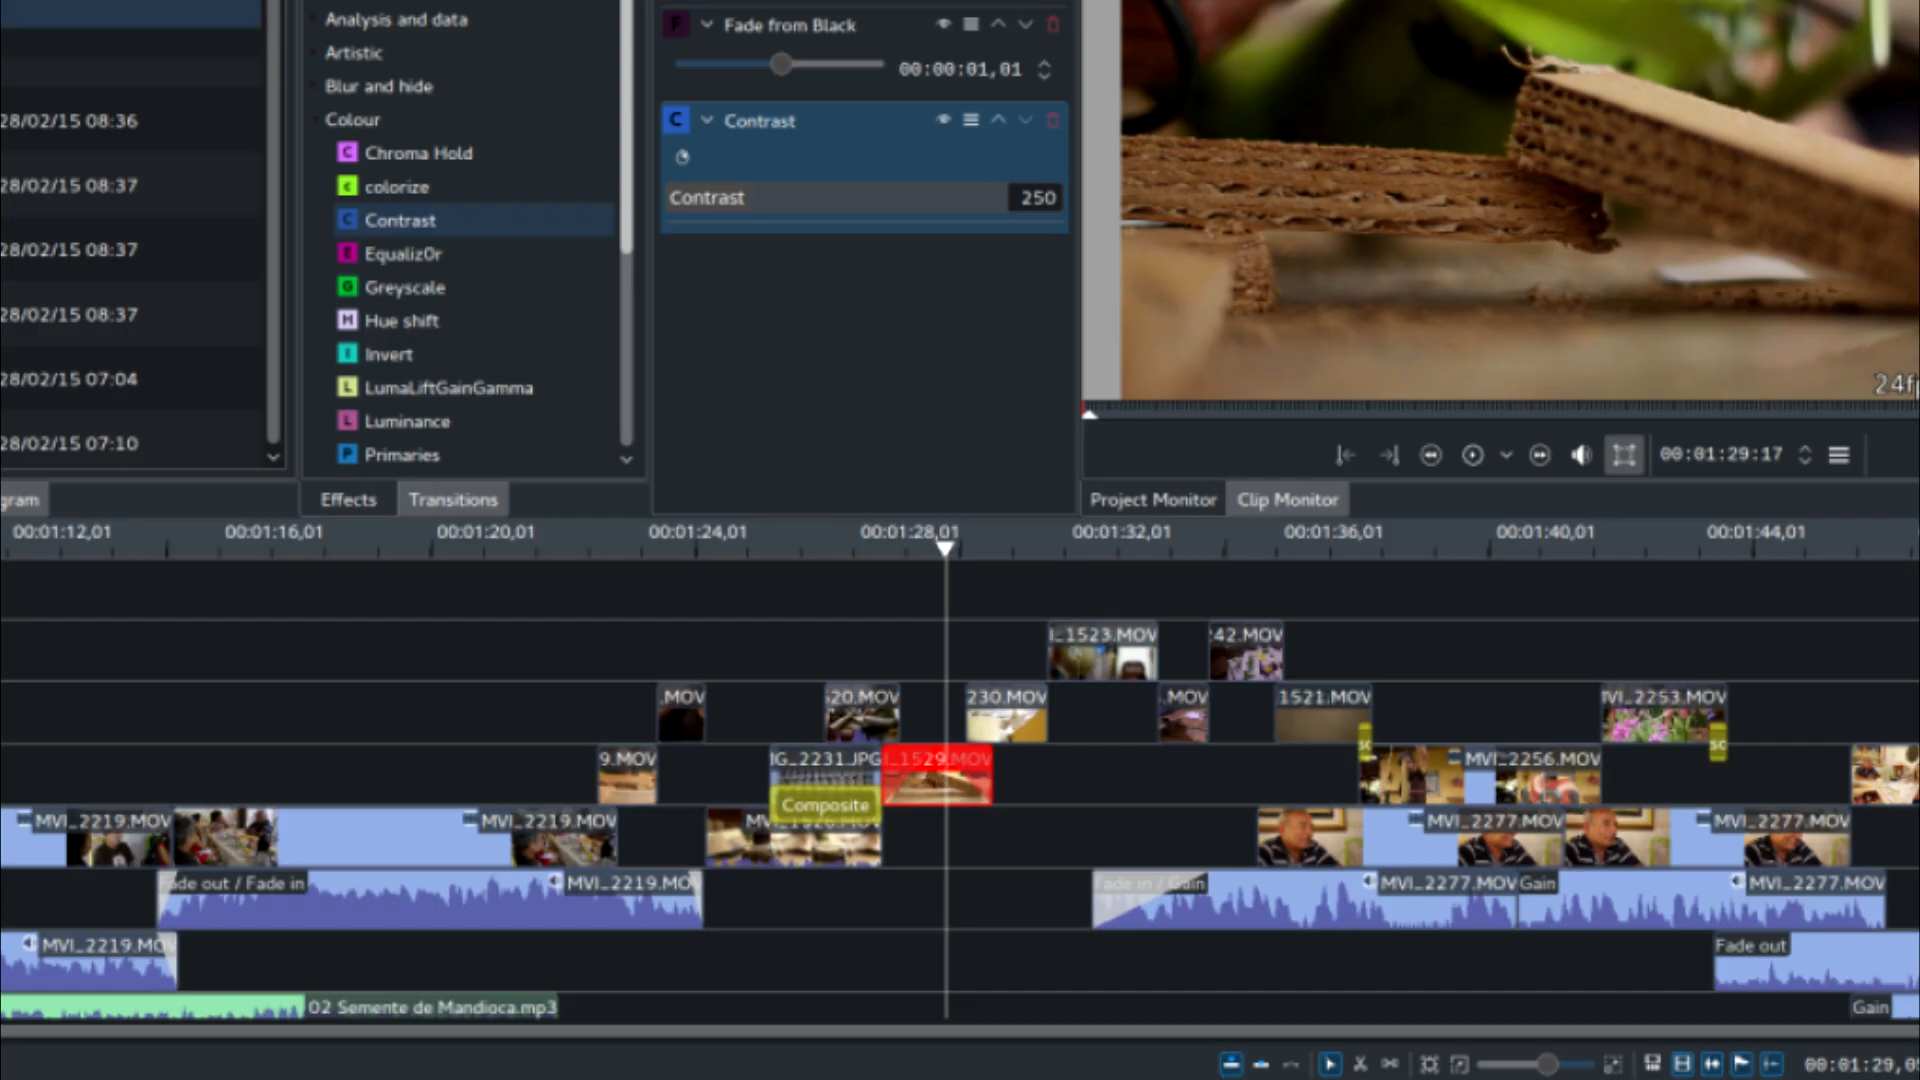 Analysis and data
Artistic
Blur and hide
Colour
C Chroma Hold
c colorize
C Contrast
E Equaliz0r
G Greyscale
H Hue shift
I Invert
L LumaLiftGainGamma
L Luminance
P Primaries
28/02/15 08:36
28/02/15 08:37
28/02/15 08:37
28/02/15 08:37
28/02/15 07:04
28/02/15 07:10
F Fade from Black
00:00:01,01
C Contrast
Contrast 250
24f
00:01:29:17
gram
Effects Transitions
Project Monitor Clip Monitor
00:01:12,01 00:01:16,01 00:01:20,01 00:01:24,01 00:01:28,01 00:01:32,01 00:01:36,01 00:01:40,01 00:01:44,01
I_1523.MOV 42.MOV
.MOV 20.MOV 230.MOV .MOV 1521.MOV MVI_2253.MOV
9.MOV IG_2231.JPG I_1529.MOV sc MVI_2256.MOV sc
Composite
MVI_2219.MOV MVI_2219.MOV MVI_2277.MOV MVI_2277.MOV
ade out / Fade in MVI_2219.MO Fade in / Gain MVI_2277.MOV Gain MVI_2277.MOV
MVI_2219.MO Fade out
02 Semente de Mandioca.mp3 Gain
00:01:29,0